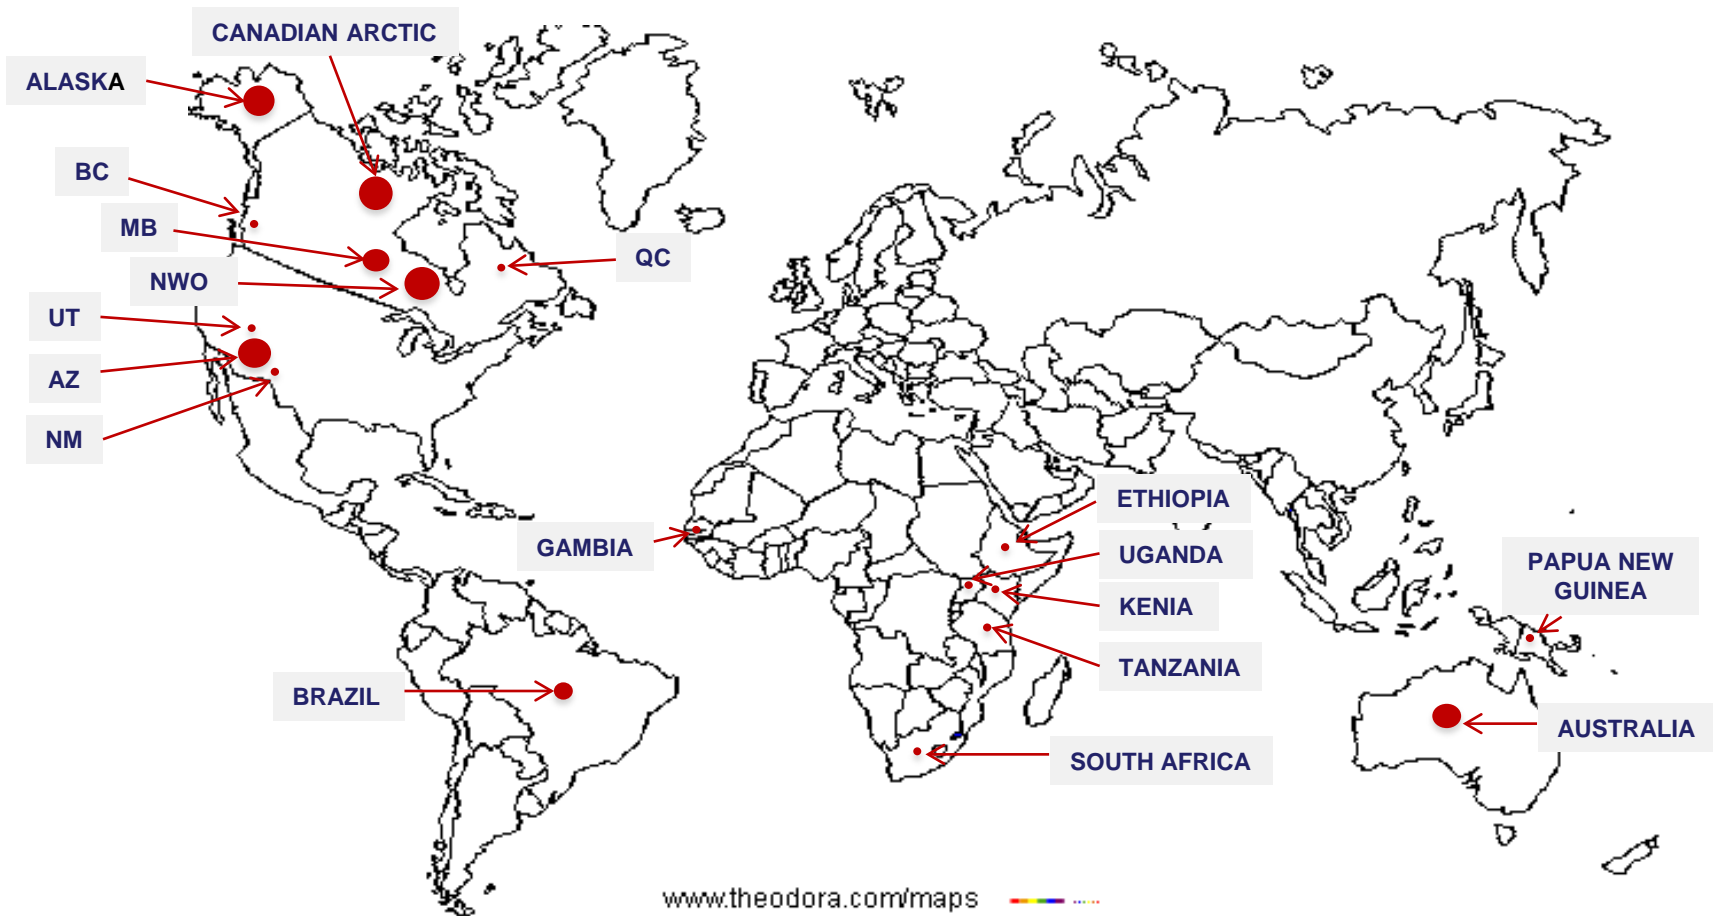 CANADIAN ARCTIC
ALASKA
BC
MB
NWO
QC
UT
AZ
NM
GAMBIA
ETHIOPIA
UGANDA
KENIA
TANZANIA
PAPUA NEW
GUINEA
BRAZIL
AUSTRALIA
SOUTH AFRICA
www.theodora.com/maps